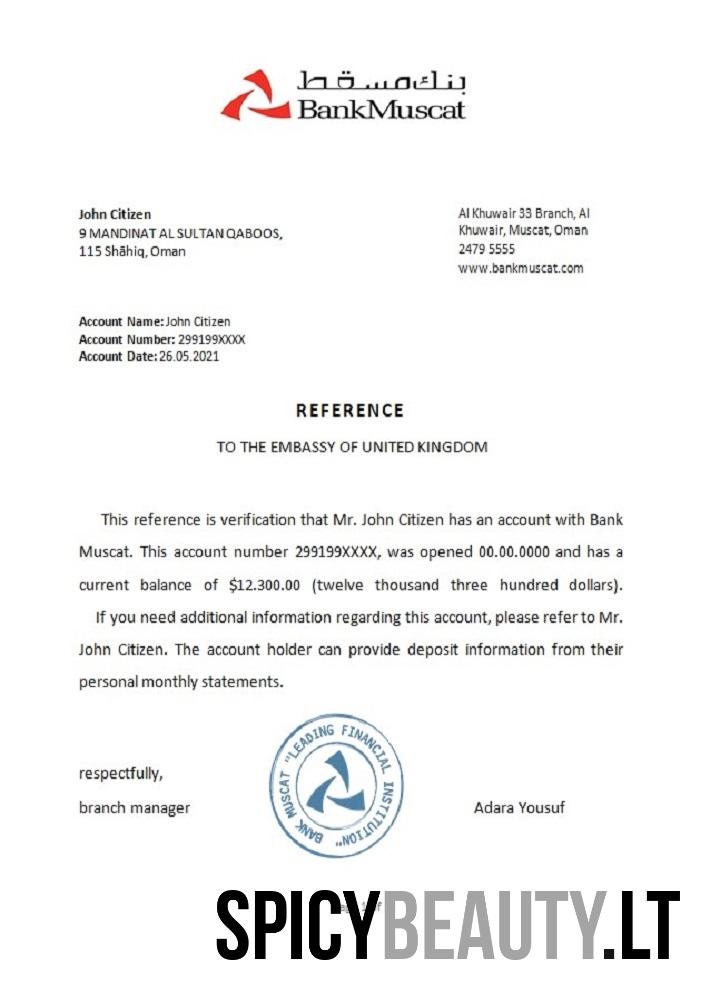 بنك مسقط
BankMuscat
John Citizen
9 MANDINAT AL SULTAN QABOOS,
115 Shāhiq, Oman
Al Khuwair 33 Branch, Al
Khuwair, Muscat, Oman
2479 5555
www.bankmuscat.com
Account Name: John Citizen
Account Number: 299199XXXX
Account Date: 26.05.2021
REFERENCE
TO THE EMBASSY OF UNITED KINGDOM
This reference is verification that Mr. John Citizen has an account with Bank
Muscat. This account number 299199XXXX, was opened 00.00.0000 and has a
current balance of $12.300.00 (twelve thousand three hundred dollars).
If you need additional information regarding this account, please refer to Mr.
John Citizen. The account holder can provide deposit information from their
personal monthly statements.
respectfully,
branch manager
BANK MUSCAT "LEADING FINANCIAL INSTITUTION"
Adara Yousuf
SPICYBEAUTY.LT